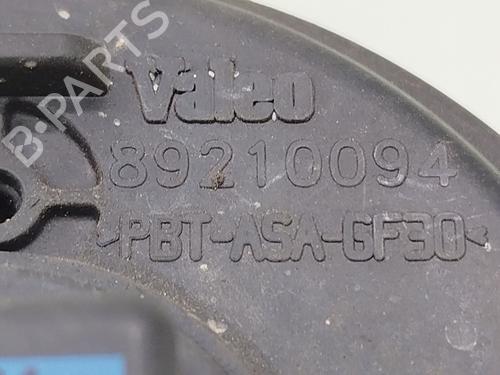 B-PARTS
Valeo
89210094
>PBT-ASA-GF30<